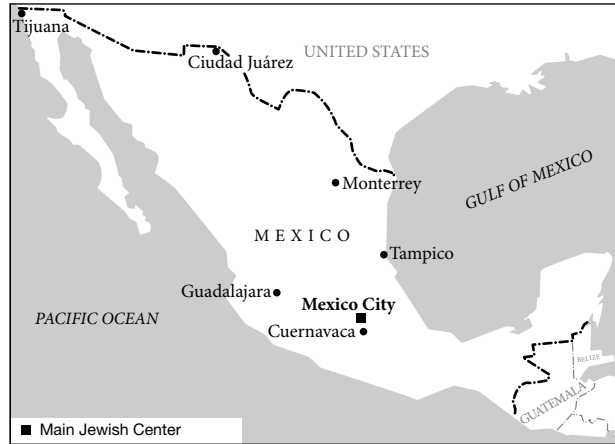 Tijuana
Ciudad Juárez
UNITED STATES
Monterrey
GULF OF MEXICO
MEXICO
Tampico
Guadalajara
Mexico City
PACIFIC OCEAN
Cuernavaca
BELIZE
GUATEMALA
Main Jewish Center